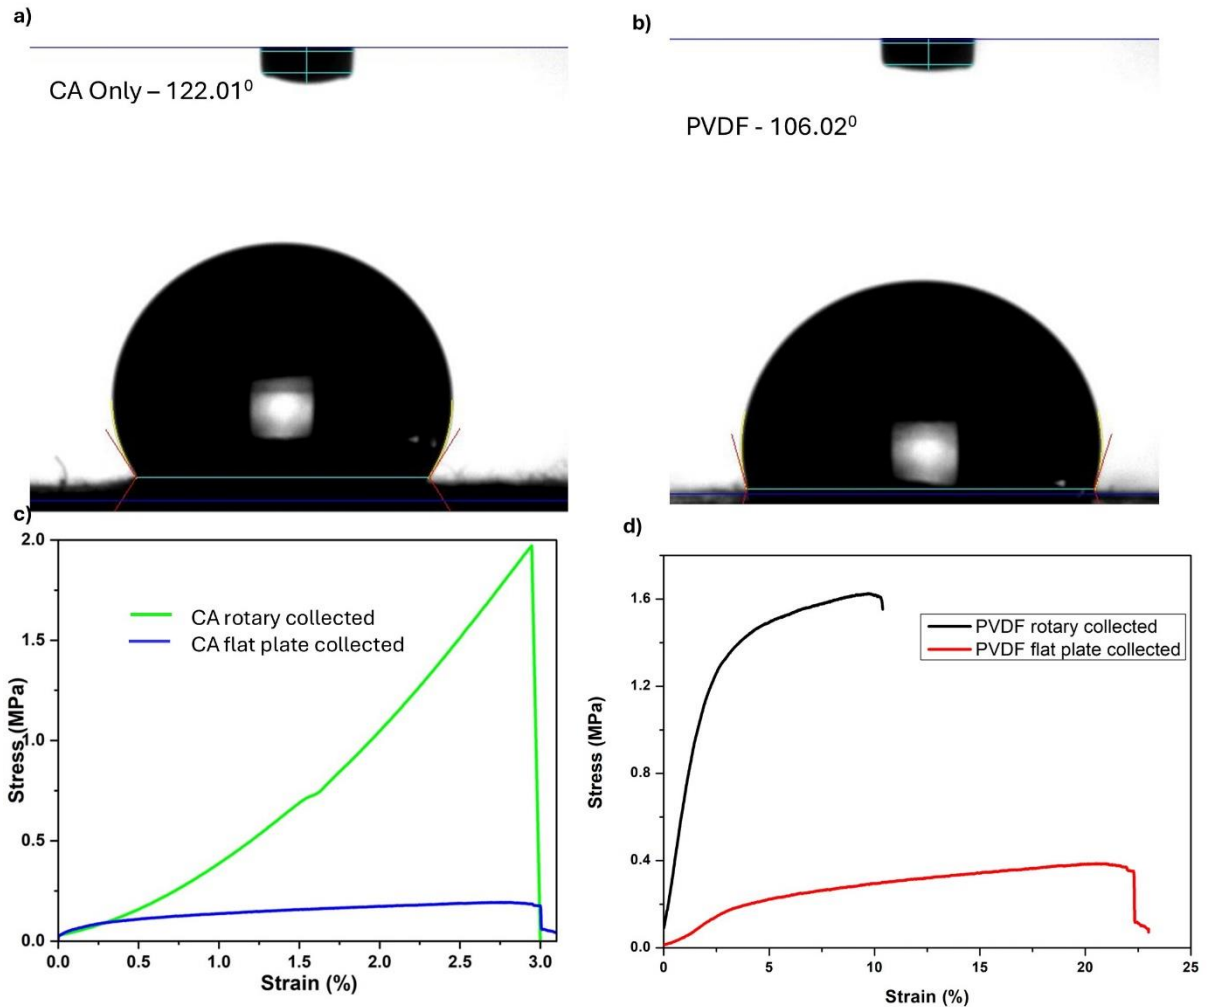 a)
CA Only – 122.01⁰
b)
PVDF - 106.02⁰
c)
2.0
1.5
1.0
0.5
0.0
Stress (MPa)
CA rotary collected
CA flat plate collected
0.0 0.5 1.0 1.5 2.0 2.5 3.0
Strain (%)
d)
1.6
1.2
0.8
0.4
0.0
Stress (MPa)
PVDF rotary collected
PVDF flat plate collected
0 5 10 15 20 25
Strain (%)